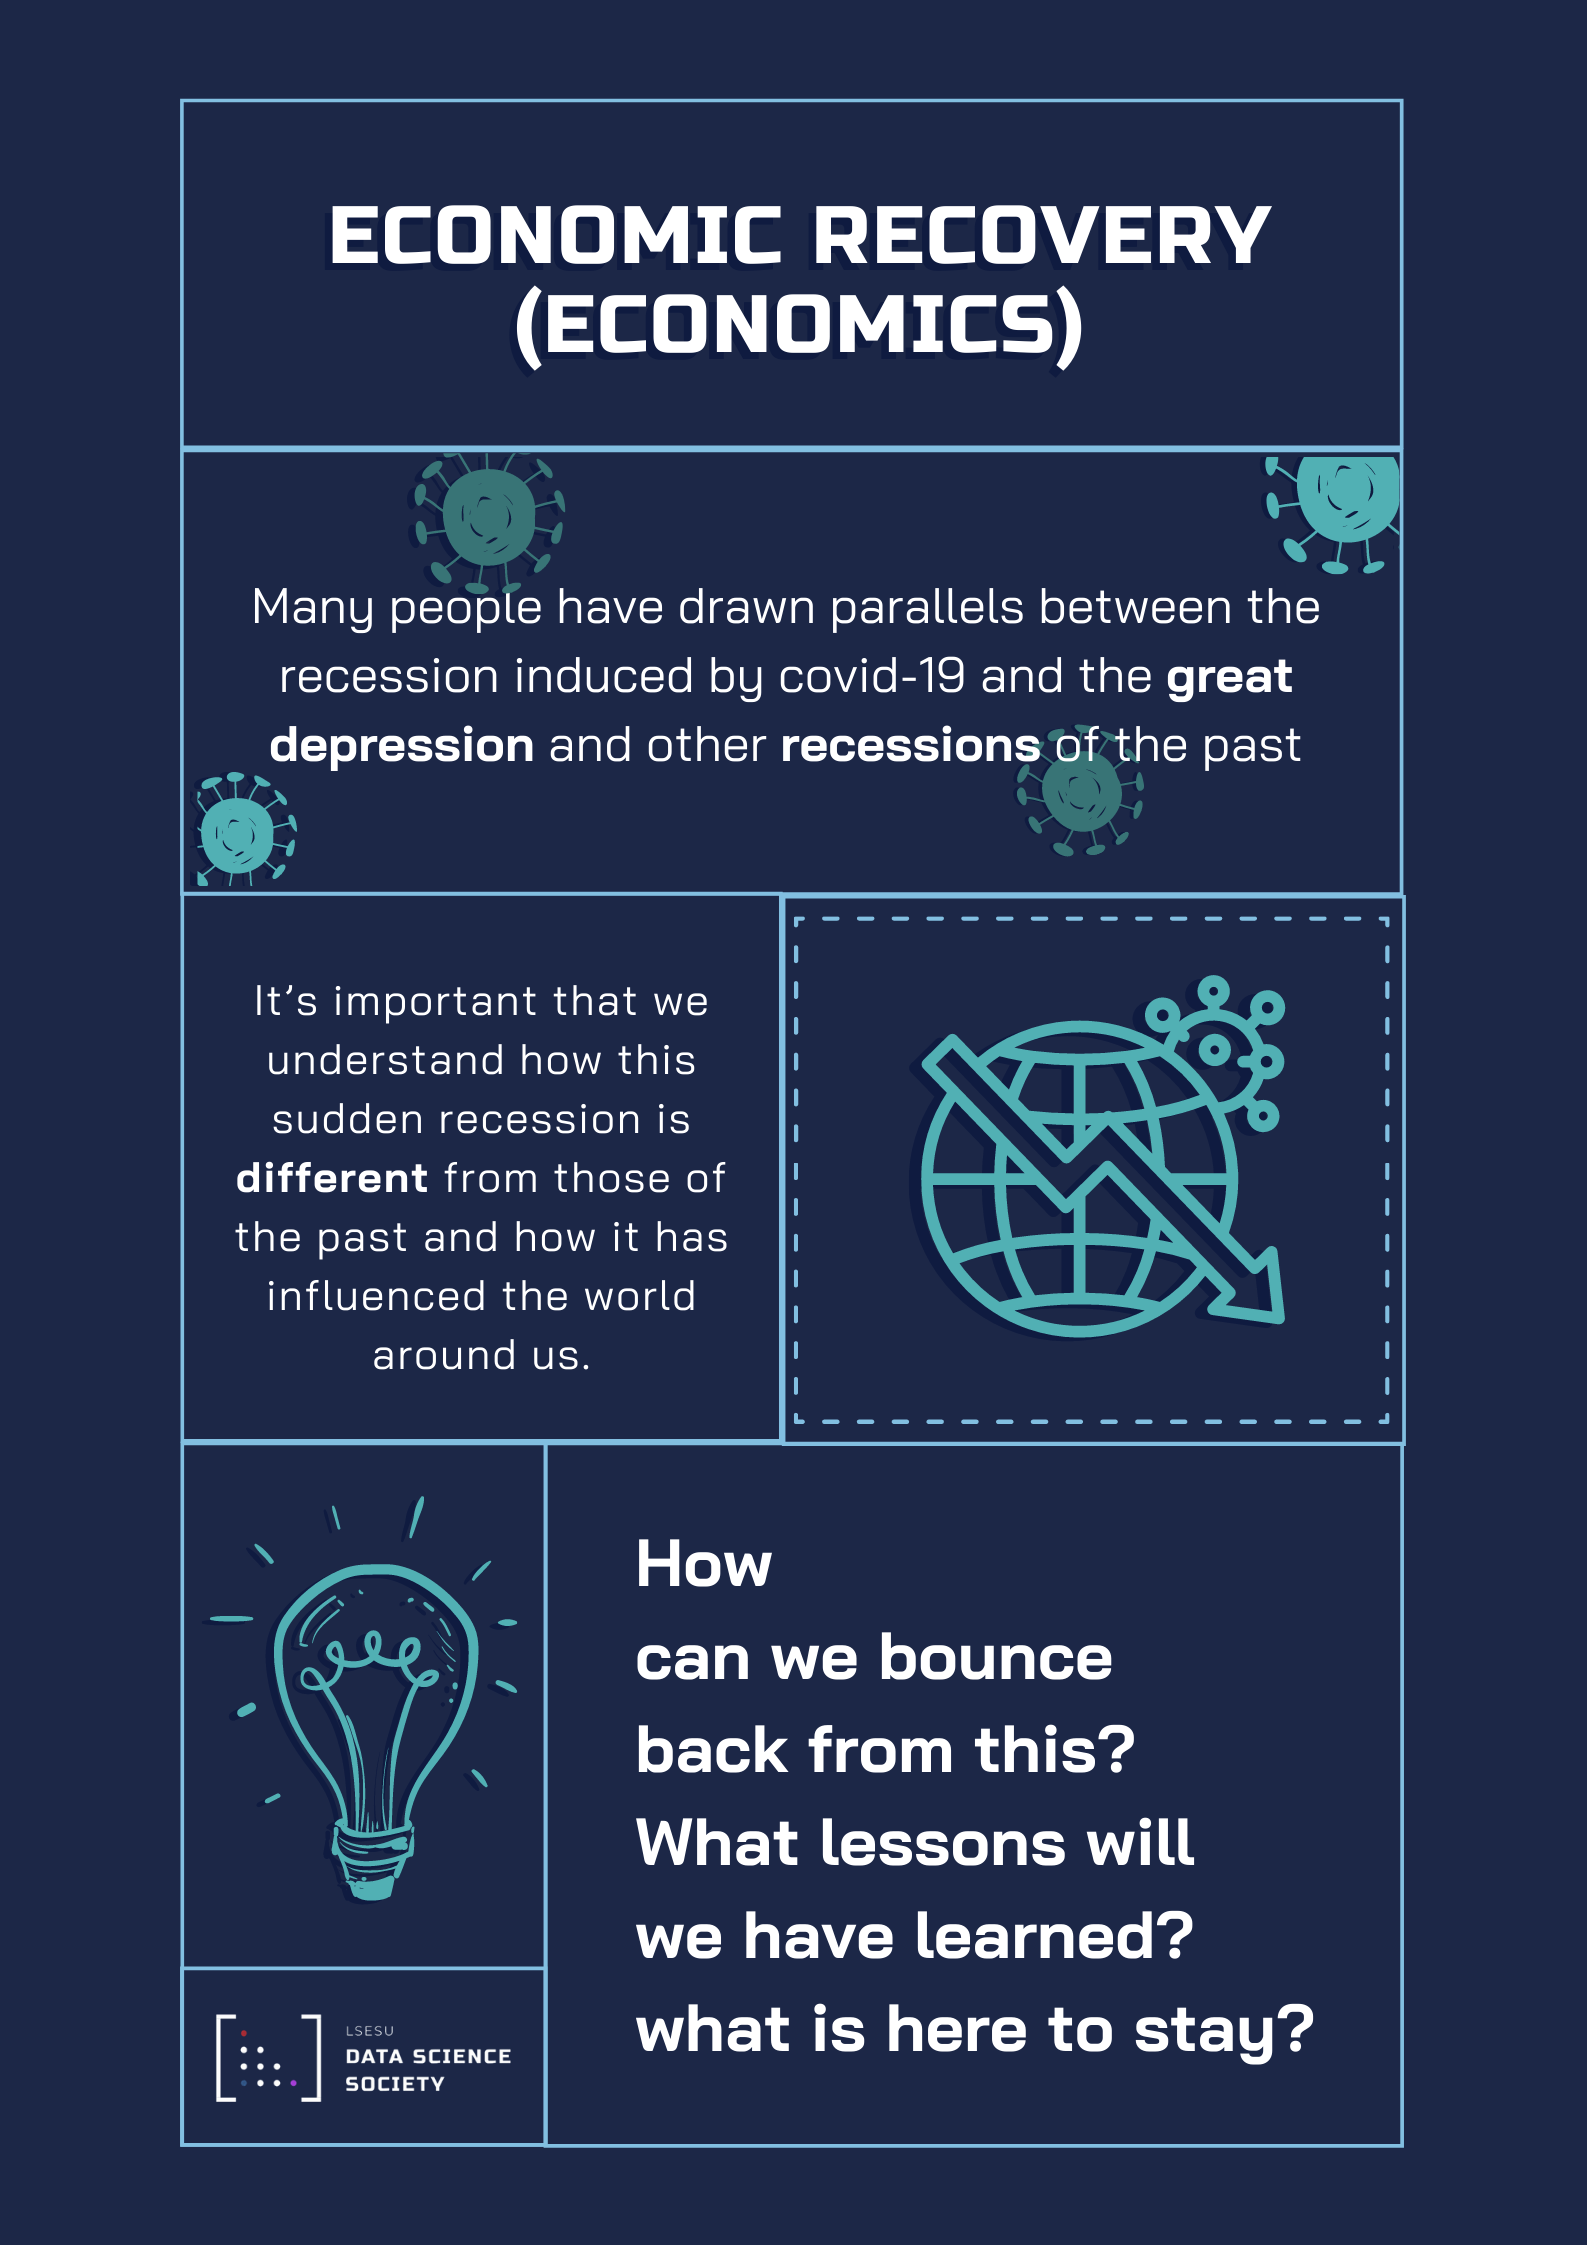 ECONOMIC RECOVERY
(ECONOMICS)
Many people have drawn parallels between the
recession induced by covid-19 and the great
depression and other recessions of the past
It’s important that we
understand how this
sudden recession is
different from those of
the past and how it has
influenced the world
around us.
How
can we bounce
back from this?
What lessons will
we have learned?
what is here to stay?
LSESU
DATA SCIENCE
SOCIETY